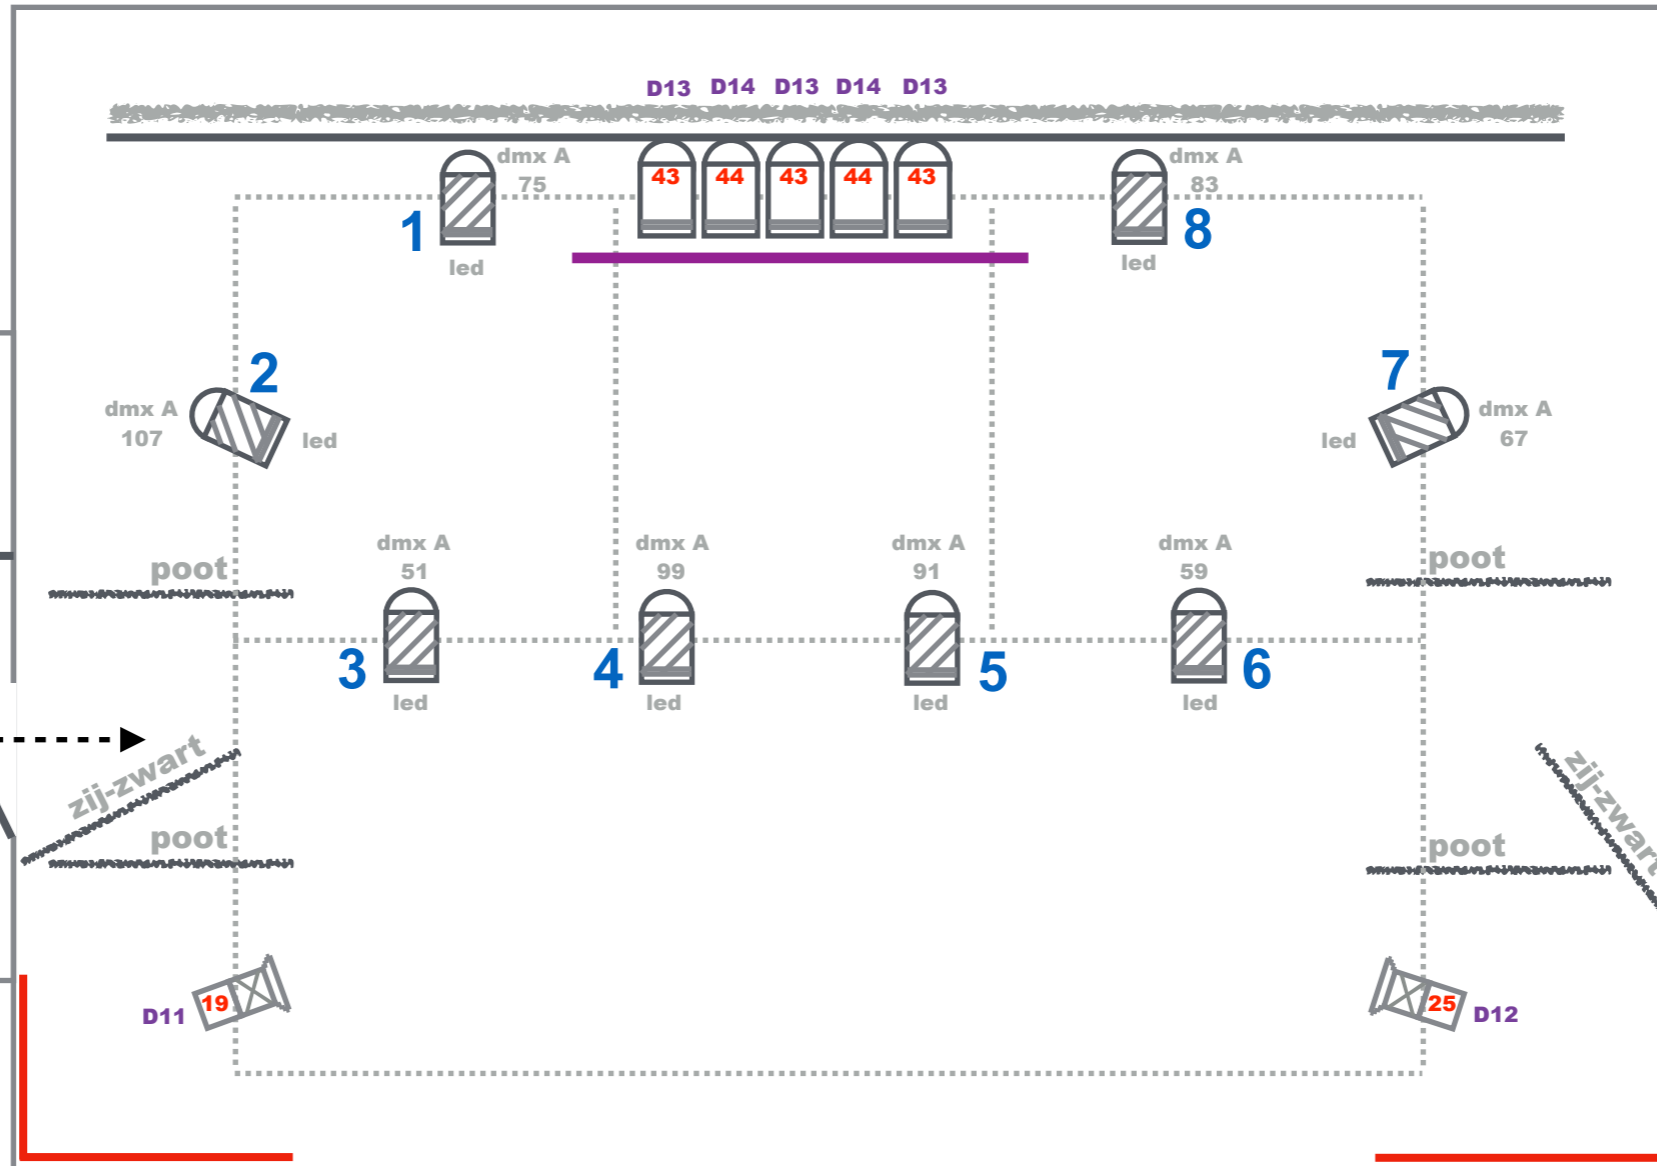 D13 D14 D13 D14 D13
dmx A
75
43 44 43 44 43
dmx A
83
1
8
led
led
2
7
dmx A
107
led
led
dmx A
67
dmx A
51
dmx A
99
dmx A
91
dmx A
59
poot
poot
3
4
5
6
led
led
led
led
zij-zwart
zij-zwart
poot
poot
D11
19
25
D12